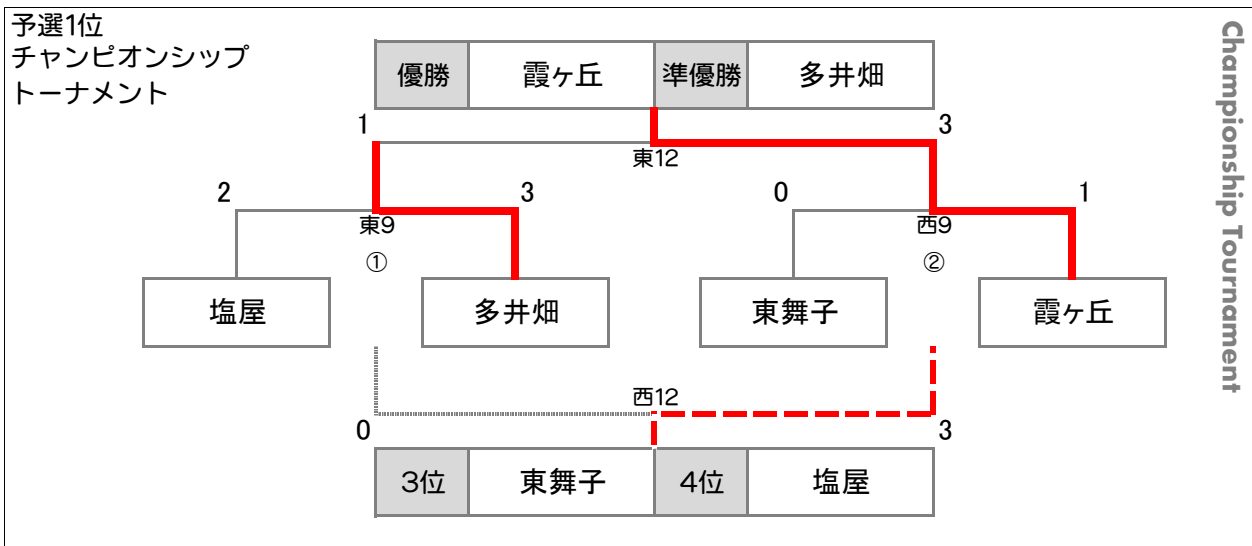 予選1位
チャンピオンシップ
トーナメント
Championship Tournament
優勝 霞ヶ丘 準優勝 多井畑
1 3
東12
2 3 0 1
東9 西9
① ②
塩屋 多井畑 東舞子 霞ヶ丘
西12
0 3
3位 東舞子 4位 塩屋